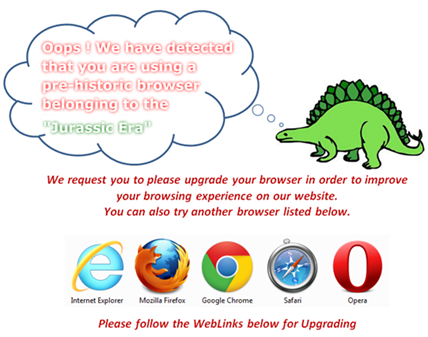 Oops ! We have detected
that you are using a
pre-historic browser
belonging to the
"Jurassic Era"
We request you to please upgrade your browser in order to improve
your browsing experience on our website.
You can also try another browser listed below.
Internet Explorer Mozilla Firefox Google Chrome Safari Opera
Please follow the WebLinks below for Upgrading